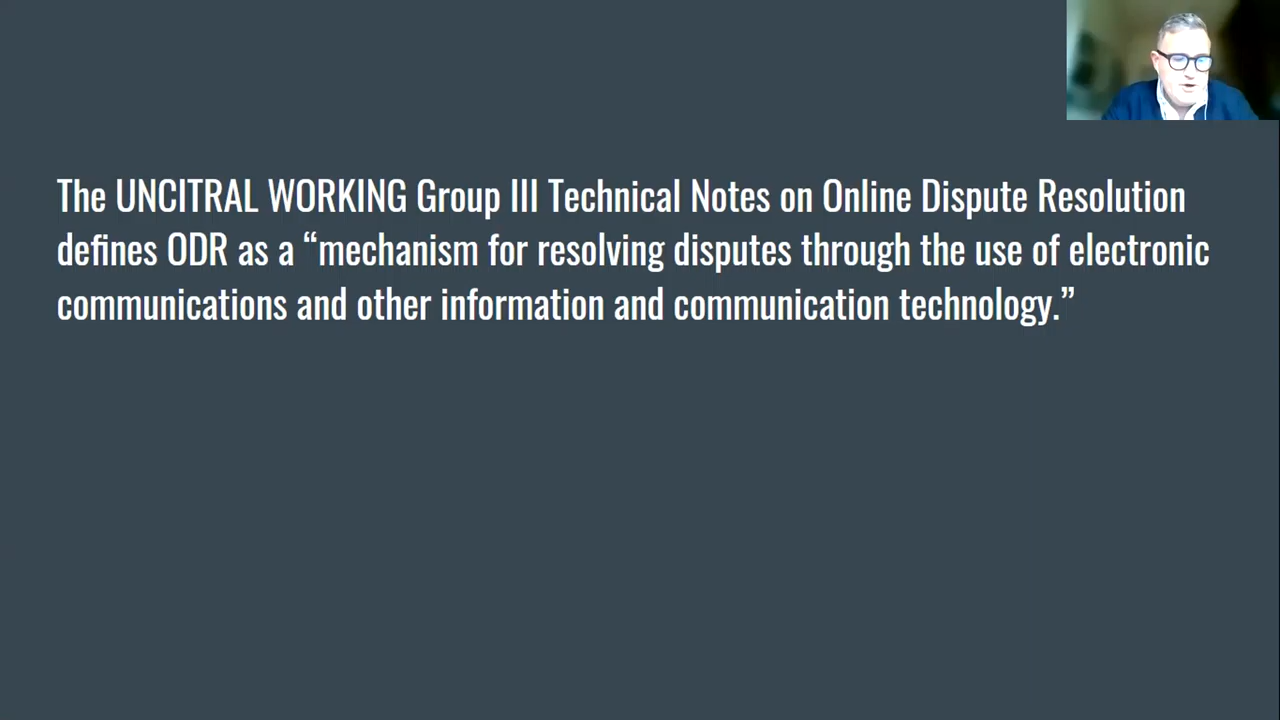 The UNCITRAL WORKING Group III Technical Notes on Online Dispute Resolution
defines ODR as a “mechanism for resolving disputes through the use of electronic
communications and other information and communication technology.”